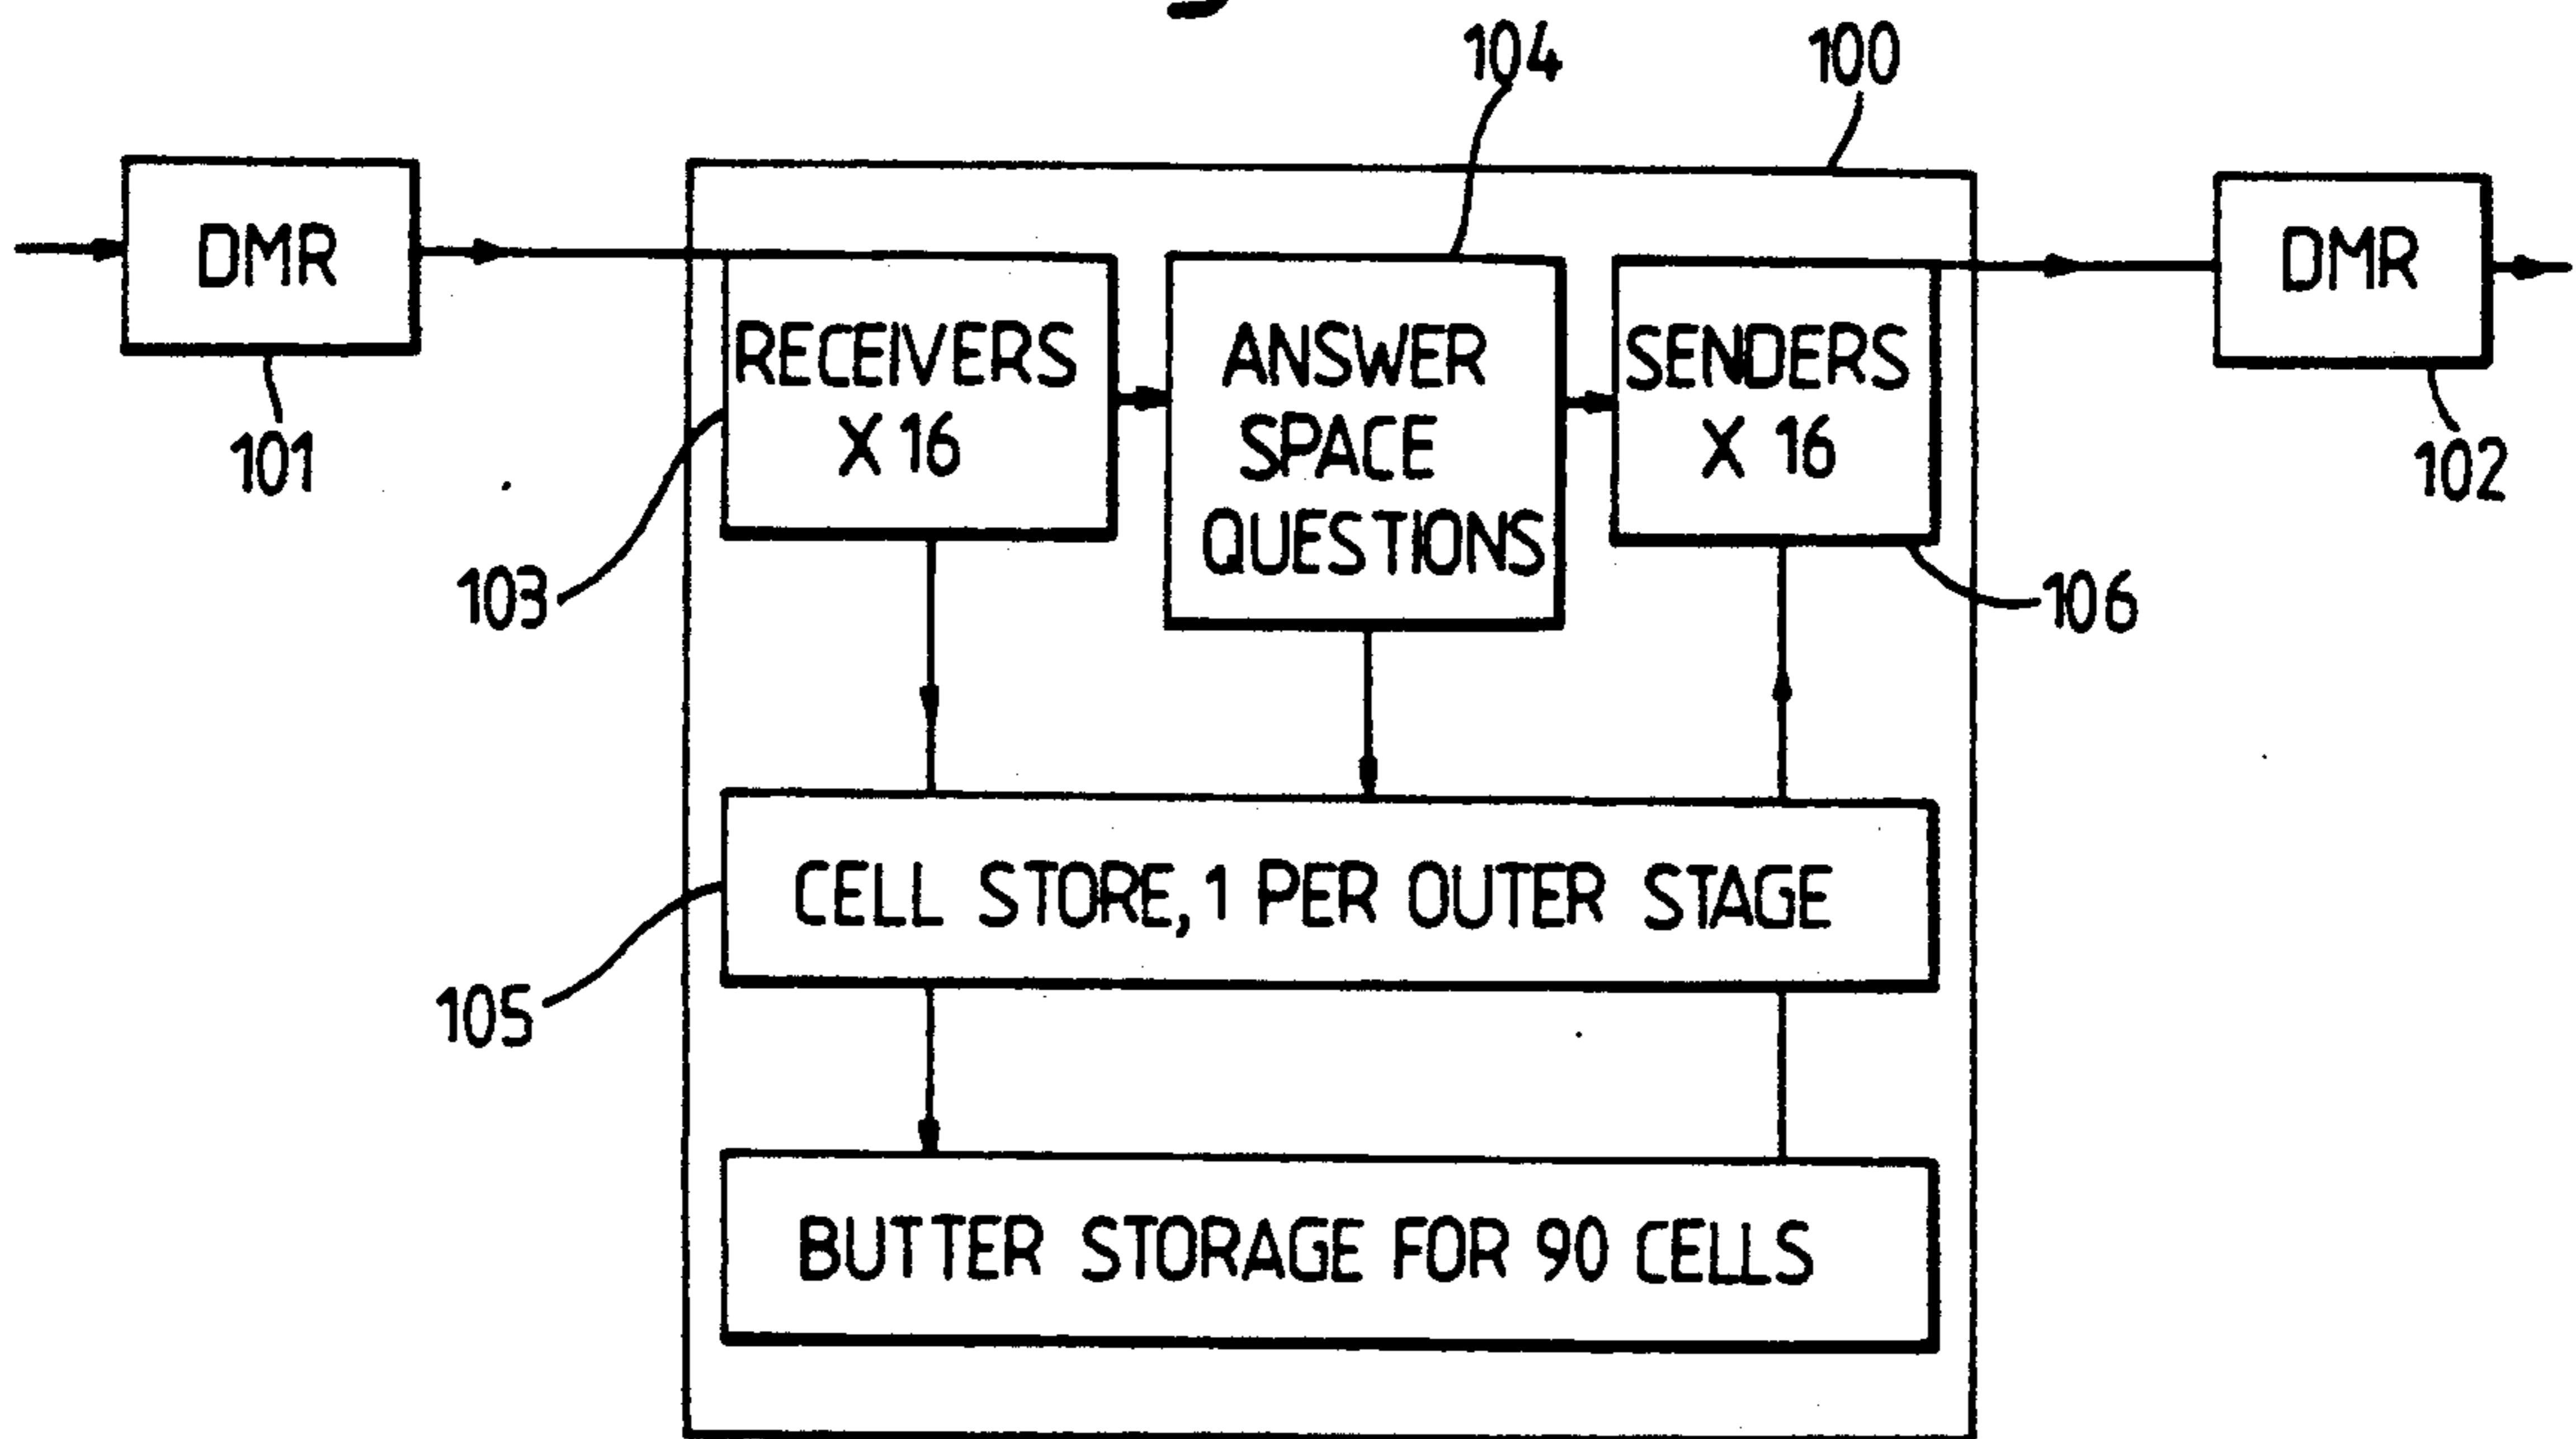 104
100
DMR
101
RECEIVERS
X 16
103
ANSWER
SPACE
QUESTIONS
SENDERS
X 16
106
DMR
102
CELL STORE, 1 PER OUTER STAGE
105
BUTTER STORAGE FOR 90 CELLS